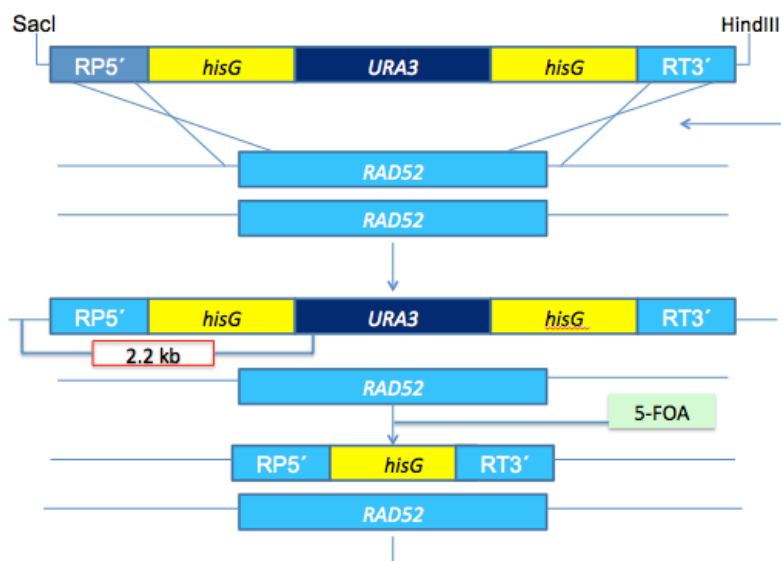 SacI HindIII
RP5´ hisG URA3 hisG RT3´
RAD52
RAD52
RP5´ hisG URA3 hisG RT3´
2.2 kb
RAD52
5-FOA
RP5´ hisG RT3´
RAD52